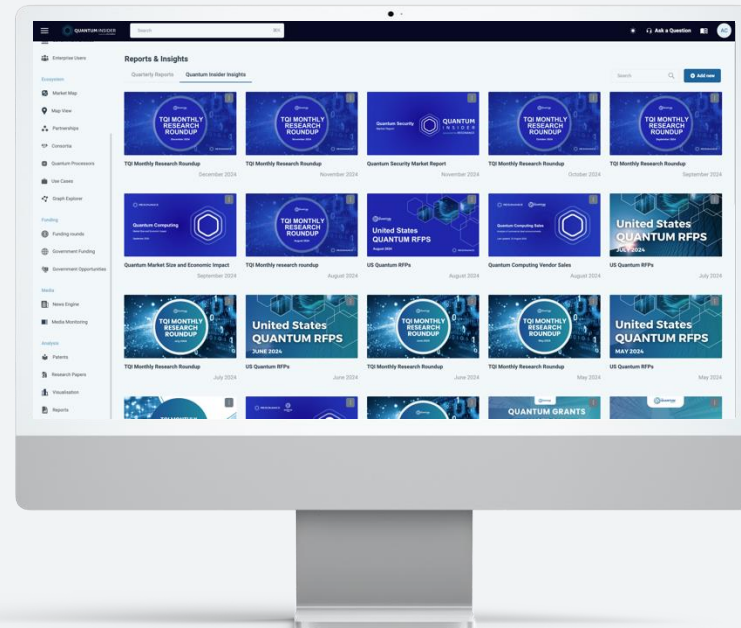 QUANTUM INSIDER
Search
Ask a Question
AC
Enterprise Users
Ecosystem
Market Map
Map View
Partnerships
Consortia
Quantum Processors
Use Cases
Graph Explorer
Funding
Funding rounds
Government Funding
Government Opportunities
Media
News Engine
Media Monitoring
Analysis
Patents
Research Papers
Visualisation
Reports
Reports & Insights
Quarterly Reports
Quantum Insider Insights
Search
Add new
TQI MONTHLY
RESEARCH
ROUNDUP
TQI Monthly Research Roundup
December 2024
TQI MONTHLY
RESEARCH
ROUNDUP
TQI Monthly Research Roundup
November 2024
Quantum Security
QUANTUM
INSIDER
Quantum Security Market Report
November 2024
TQI MONTHLY
RESEARCH
ROUNDUP
TQI Monthly Research Roundup
October 2024
TQI MONTHLY
RESEARCH
ROUNDUP
TQI Monthly Research Roundup
September 2024
Quantum Computing
Quantum Market Size and Economic Impact
September 2024
TQI MONTHLY
RESEARCH
ROUNDUP
TQI Monthly research roundup
August 2024
United States
QUANTUM RFPS
August 2024
US Quantum RFPs
August 2024
Quantum Computing Sales
Quantum Computing Vendor Sales
August 2024
United States
QUANTUM RFPS
JULY 2024
US Quantum RFPs
July 2024
TQI MONTHLY
RESEARCH
ROUNDUP
TQI Monthly Research Roundup
July 2024
United States
QUANTUM RFPS
JUNE 2024
US Quantum RFPs
June 2024
TQI MONTHLY
RESEARCH
ROUNDUP
TQI Monthly Research Roundup
June 2024
TQI MONTHLY
RESEARCH
ROUNDUP
TQI Monthly Research Roundup
May 2024
United States
QUANTUM RFPS
MAY 2024
US Quantum RFPs
May 2024
QUANTUM GRANTS